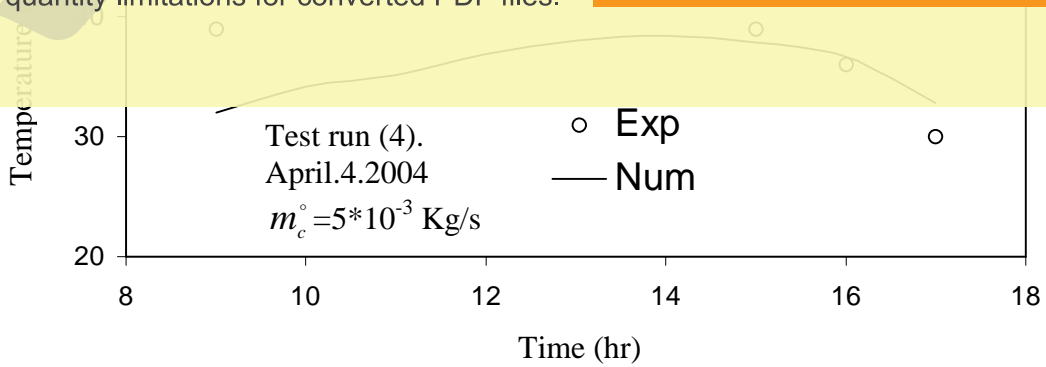 quantity limitations for converted PDF files.
Temperature
30
20
Test run (4).
April.4.2004
m°c=5*10-3 Kg/s
Exp
Num
8 10 12 14 16 18
Time (hr)